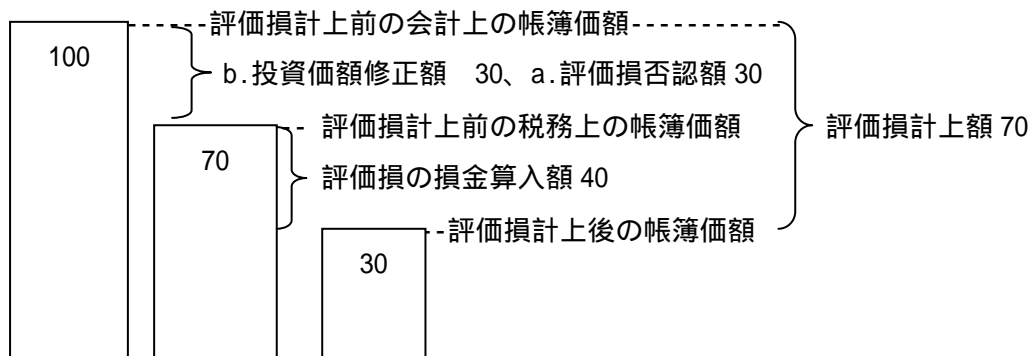 評価損計上前の会計上の帳簿価額
100
b.投資価額修正額　30、a.評価損否認額 30
評価損計上前の税務上の帳簿価額
評価損計上額 70
70
評価損の損金算入額 40
評価損計上後の帳簿価額
30